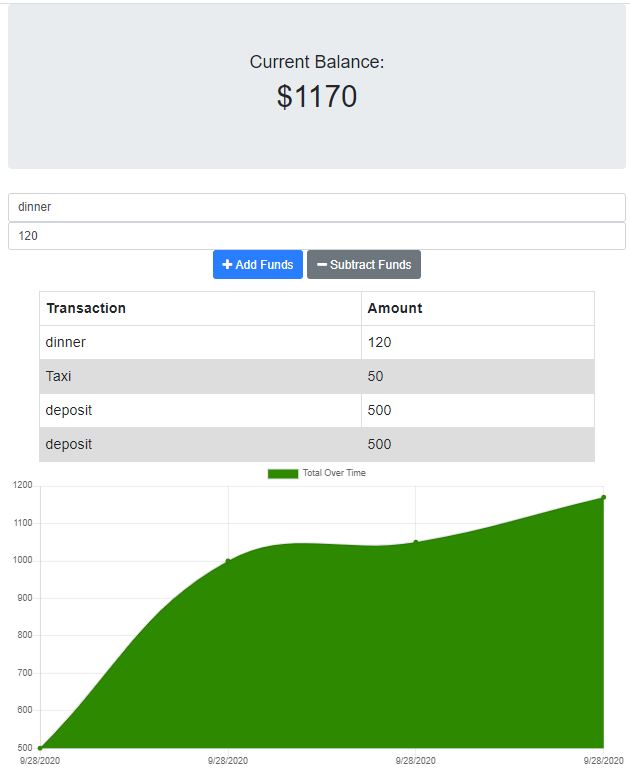 Current Balance:
$1170
dinner
120
Add Funds Subtract Funds
Transaction Amount
dinner 120
Taxi 50
deposit 500
deposit 500
Total Over Time
1200
1100
1000
900
800
700
600
500
9/28/2020 9/28/2020 9/28/2020 9/28/2020